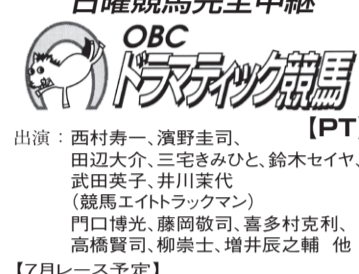 日曜競馬完全中継
OBC
ドラマティック競馬
【PT】
出演：西村寿一、濱野圭司、
田辺大介、三宅きみひと、鈴木セイヤ、
武田英子、井川茉代
（競馬エイトトラックマン）
門口博光、藤岡敬司、喜多村克利、
高橋賢司、柳崇士、増井辰之輔 他
【7月レース予定】